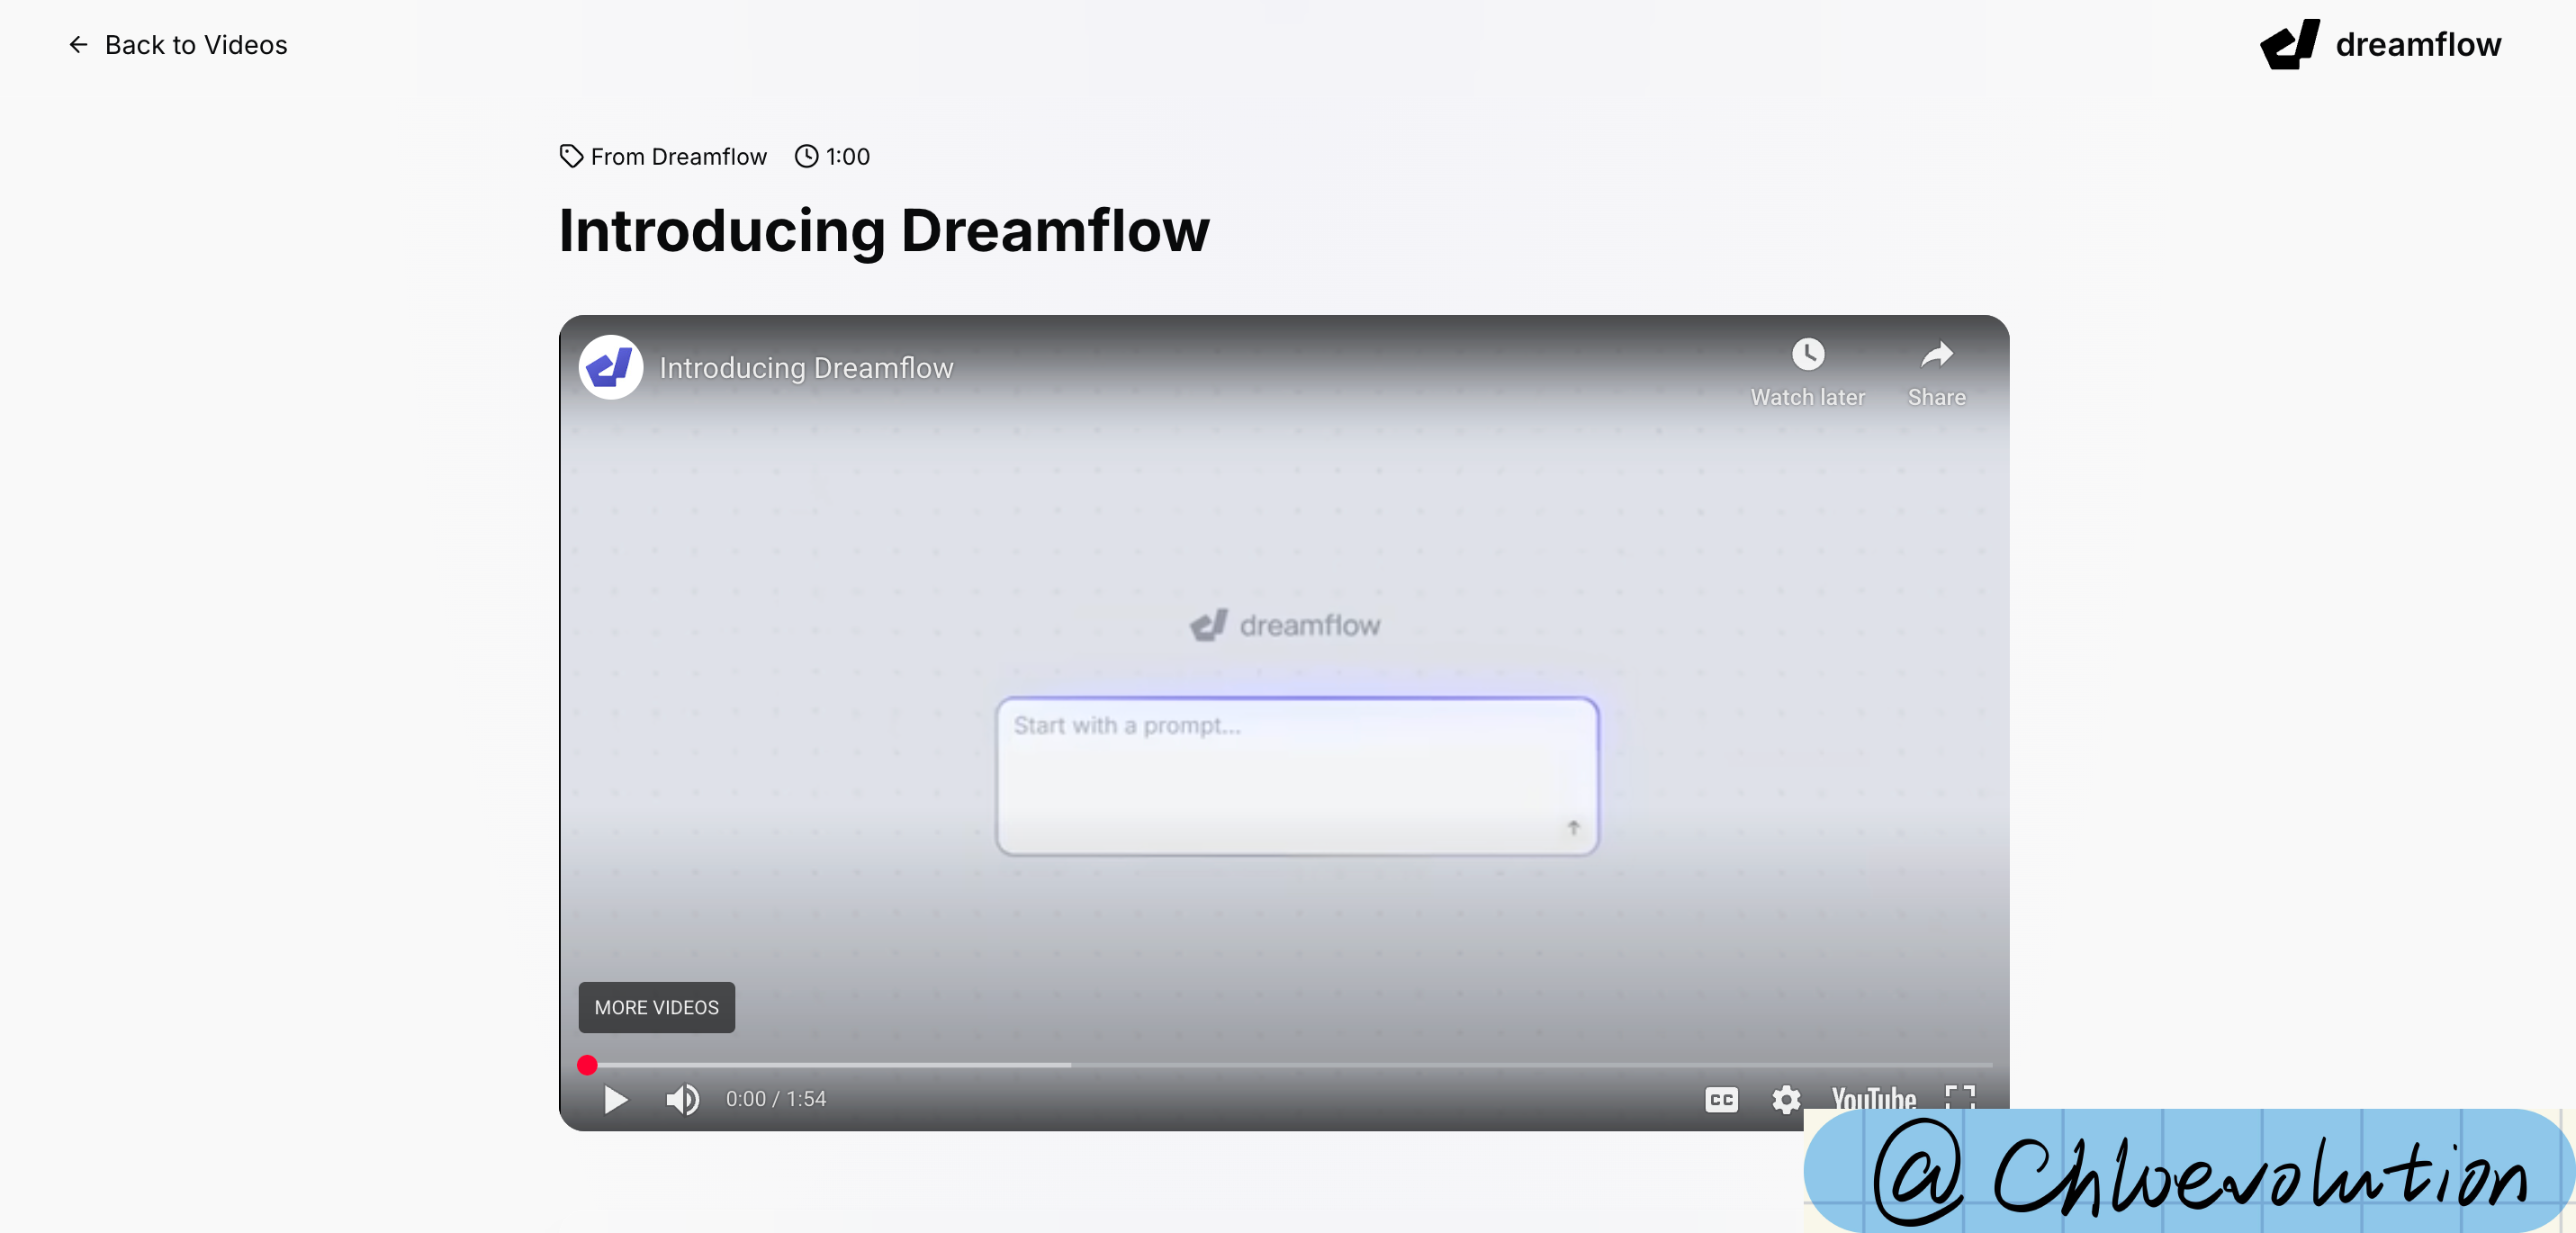 Back to Videos
dreamflow
From Dreamflow 1:00
Introducing Dreamflow
Introducing Dreamflow
Watch later Share
dreamflow
Start with a prompt...
MORE VIDEOS
0:00 / 1:54
CC YouTube
@Chloevolution